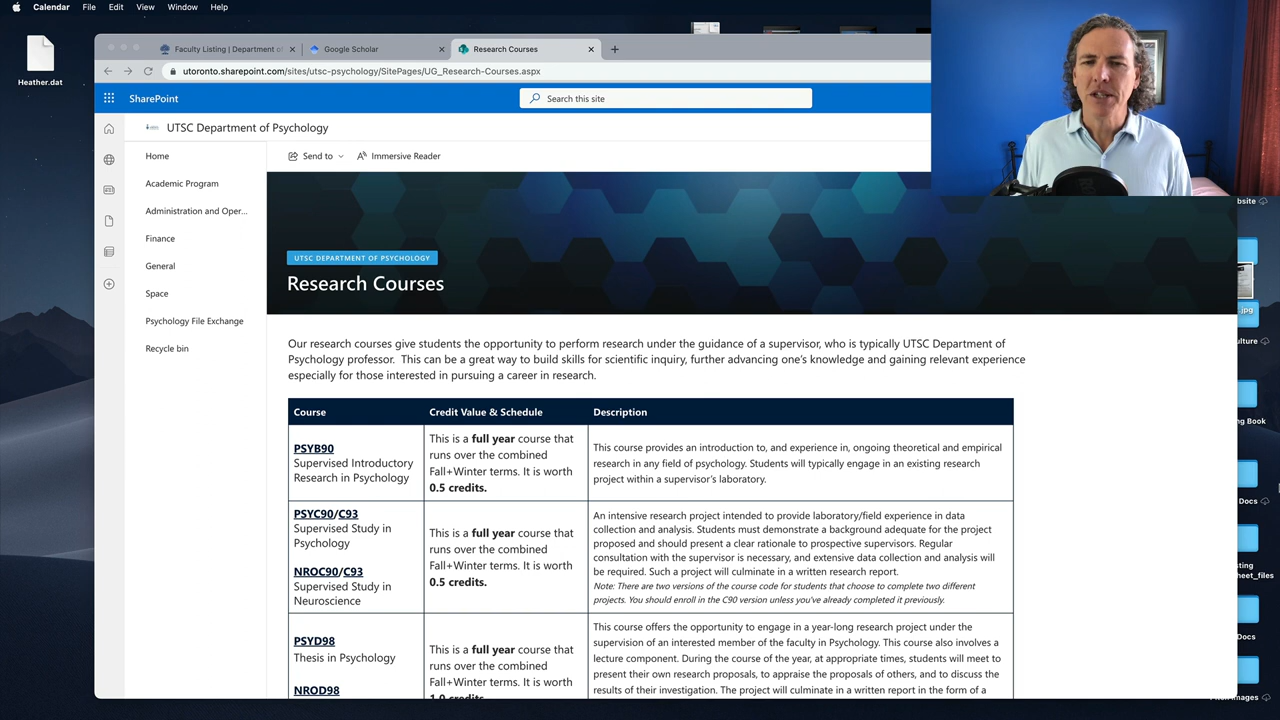 Calendar File Edit View Window Help
Heather.dat
Faculty Listing | Department of
Google Scholar
Research Courses
utoronto.sharepoint.com/sites/utsc-psychology/SitePages/UG_Research-Courses.aspx
SharePoint
Search this site
UTSC Department of Psychology
Home
Academic Program
Administration and Oper...
Finance
General
Space
Psychology File Exchange
Recycle bin
Send to
Immersive Reader
UTSC DEPARTMENT OF PSYCHOLOGY
Research Courses
Our research courses give students the opportunity to perform research under the guidance of a supervisor, who is typically UTSC Department of
Psychology professor. This can be a great way to build skills for scientific inquiry, further advancing one's knowledge and gaining relevant experience
especially for those interested in pursuing a career in research.
Course
Credit Value & Schedule
Description
PSYB90
Supervised Introductory
Research in Psychology
This is a full year course that
runs over the combined
Fall+Winter terms. It is worth
0.5 credits.
This course provides an introduction to, and experience in, ongoing theoretical and empirical
research in any field of psychology. Students will typically engage in an existing research
project within a supervisor's laboratory.
PSYC90/C93
Supervised Study in
Psychology
NROC90/C93
Supervised Study in
Neuroscience
This is a full year course that
runs over the combined
Fall+Winter terms. It is worth
0.5 credits.
An intensive research project intended to provide laboratory/field experience in data
collection and analysis. Students must demonstrate a background adequate for the project
proposed and should present a clear rationale to prospective supervisors. Regular
consultation with the supervisor is necessary, and extensive data collection and analysis will
be required. Such a project will culminate in a written research report.
Note: There are two versions of the course code for students that choose to complete two different
projects. You should enroll in the C90 version unless you've already completed it previously.
PSYD98
Thesis in Psychology
NROD98
This is a full year course that
runs over the combined
Fall+Winter terms. It is worth
1.0 credits
This course offers the opportunity to engage in a year-long research project under the
supervision of an interested member of the faculty in Psychology. This course also involves a
lecture component. During the course of the year, at appropriate times, students will meet to
present their own research proposals, to appraise the proposals of others, and to discuss the
results of their investigation. The project will culminate in a written report in the form of a
bsite
jpg
ulture
ng Book
Docs
sting
heet_files
Docs
images